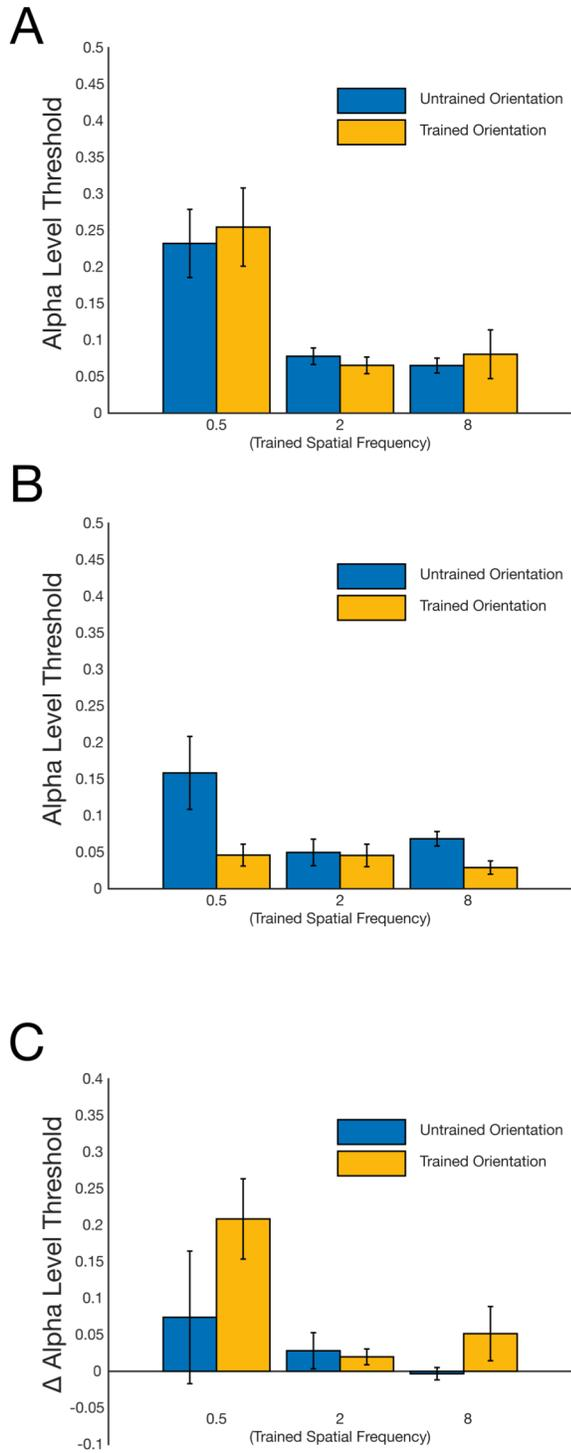 A
0.5
0.45
0.4
0.35
0.3
0.25
0.2
0.15
0.1
0.05
0
Alpha Level Threshold
Untrained Orientation
Trained Orientation
0.5 2 8
(Trained Spatial Frequency)
B
0.5
0.45
0.4
0.35
0.3
0.25
0.2
0.15
0.1
0.05
0
Alpha Level Threshold
Untrained Orientation
Trained Orientation
0.5 2 8
(Trained Spatial Frequency)
C
0.4
0.35
0.3
0.25
0.2
0.15
0.1
0.05
0
-0.05
-0.1
Δ Alpha Level Threshold
Untrained Orientation
Trained Orientation
0.5 2 8
(Trained Spatial Frequency)